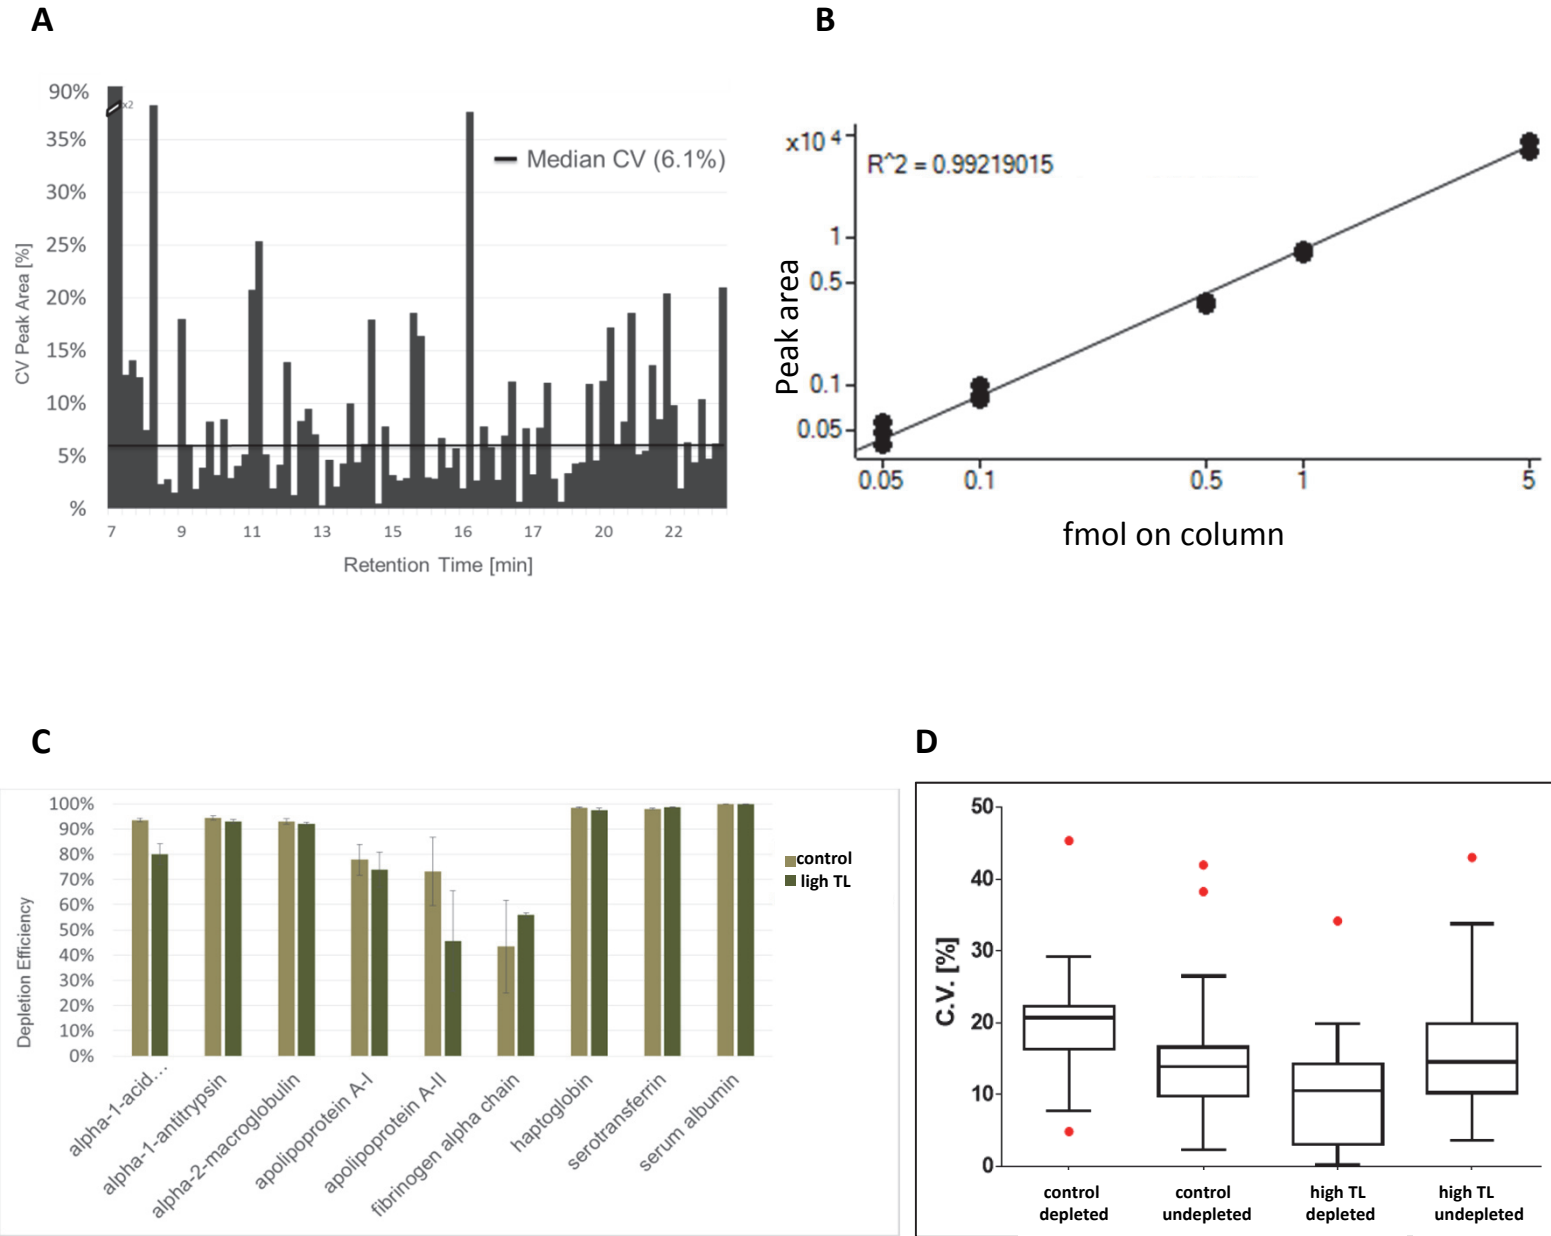 A
90%
x2
35%
30%
25%
20%
15%
10%
5%
%
CV Peak Area [%]
Median CV (6.1%)
7 9 11 13 15 16 17 20 22
Retention Time [min]
B
x10 4
R^2 = 0.99219015
1
0.5
0.1
0.05
Peak area
0.05 0.1 0.5 1 5
fmol on column
C
100%
90%
80%
70%
60%
50%
40%
30%
20%
10%
0%
Depletion Efficiency
control
ligh TL
alpha-1-acid...
alpha-1-antitrypsin
alpha-2-macroglobulin
apolipoprotein A-I
apolipoprotein A-II
fibrinogen alpha chain
haptoglobin
serotransferrin
serum albumin
D
50
40
30
20
10
0
C.V. [%]
control
depleted
control
undepleted
high TL
depleted
high TL
undepleted